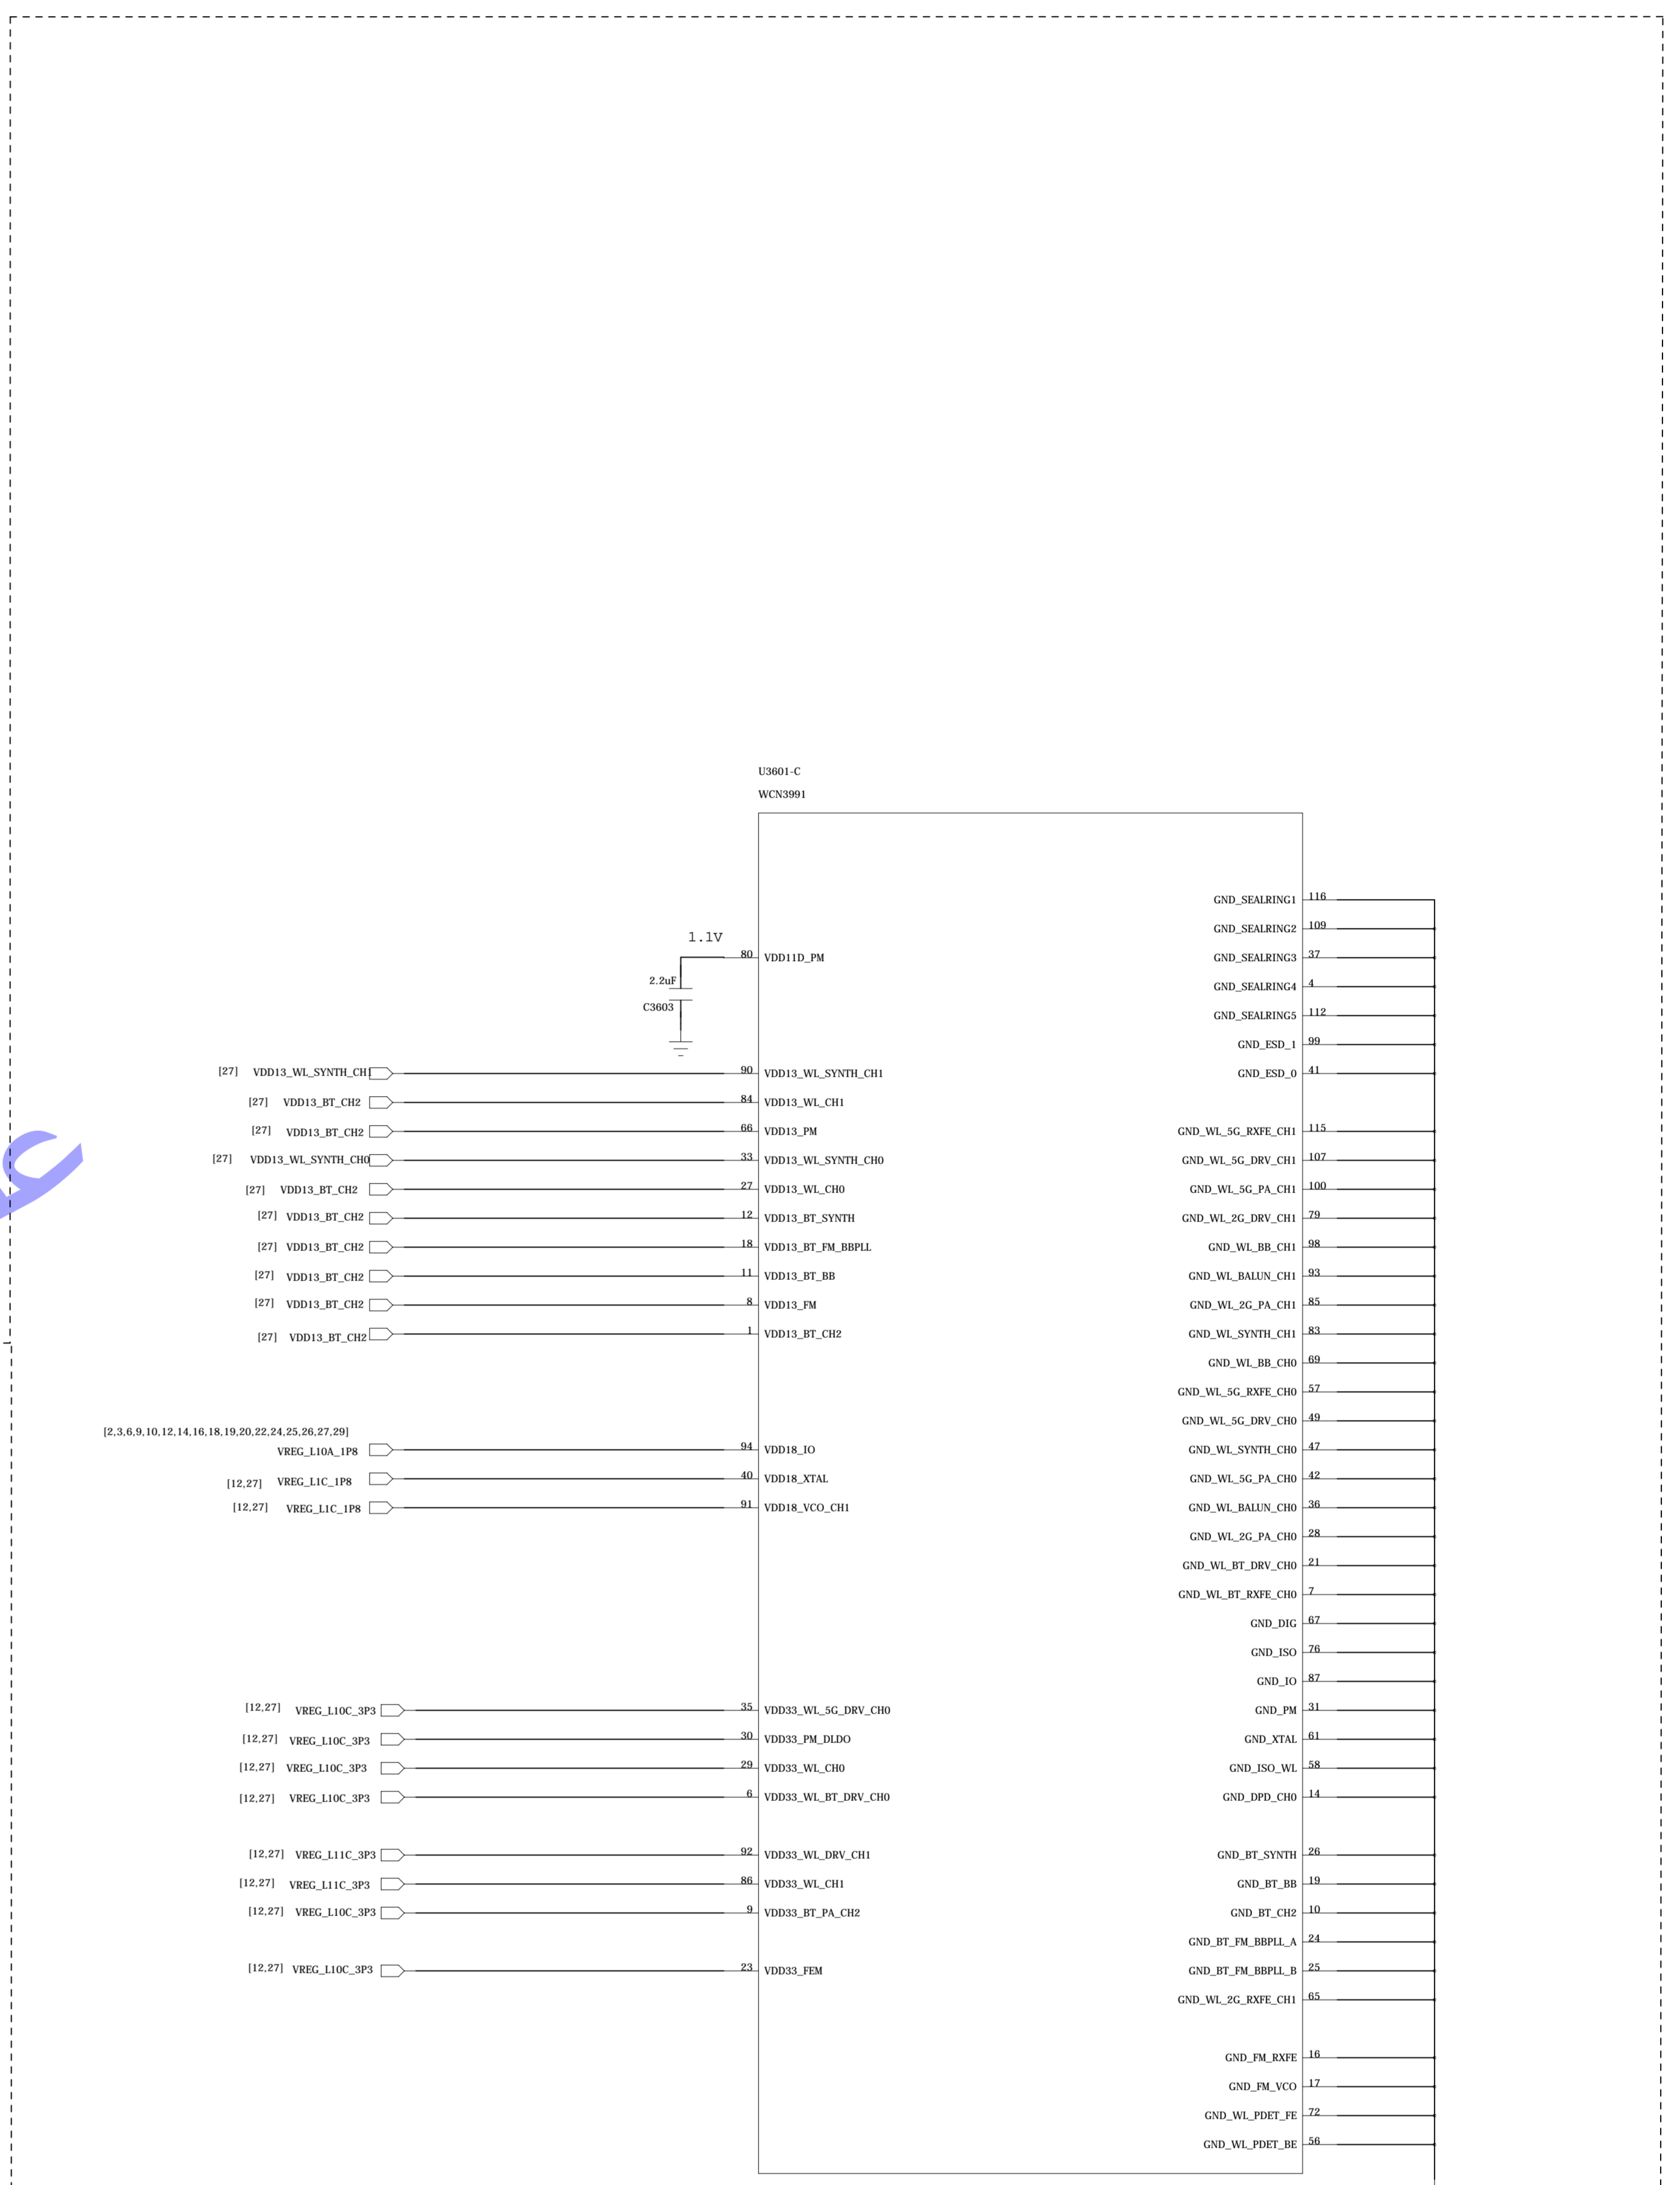 U3601-C
WCN3991
GND_SEALRING1 116
GND_SEALRING2 109
1.1V
80 VDD11D_PM GND_SEALRING3 37
2.2uF
GND_SEALRING4 4
C3603
GND_SEALRING5 112
GND_ESD_1 99
[27] VDD13_WL_SYNTH_CH1 90 VDD13_WL_SYNTH_CH1 GND_ESD_0 41
[27] VDD13_BT_CH2 84 VDD13_WL_CH1
[27] VDD13_BT_CH2 66 VDD13_PM GND_WL_5G_RXFE_CH1 115
[27] VDD13_WL_SYNTH_CH0 33 VDD13_WL_SYNTH_CH0 GND_WL_5G_DRV_CH1 107
[27] VDD13_BT_CH2 27 VDD13_WL_CH0 GND_WL_5G_PA_CH1 100
[27] VDD13_BT_CH2 12 VDD13_BT_SYNTH GND_WL_2G_DRV_CH1 79
[27] VDD13_BT_CH2 18 VDD13_BT_FM_BBPLL GND_WL_BB_CH1 98
[27] VDD13_BT_CH2 11 VDD13_BT_BB GND_WL_BALUN_CH1 93
[27] VDD13_BT_CH2 8 VDD13_FM GND_WL_2G_PA_CH1 85
[27] VDD13_BT_CH2 1 VDD13_BT_CH2 GND_WL_SYNTH_CH1 83
GND_WL_BB_CH0 69
GND_WL_5G_RXFE_CH0 57
GND_WL_5G_DRV_CH0 49
[2,3,6,9,10,12,14,16,18,19,20,22,24,25,26,27,29]
VREG_L10A_1P8 94 VDD18_IO GND_WL_SYNTH_CH0 47
[12,27] VREG_L1C_1P8 40 VDD18_XTAL GND_WL_5G_PA_CH0 42
[12,27] VREG_L1C_1P8 91 VDD18_VCO_CH1 GND_WL_BALUN_CH0 36
GND_WL_2G_PA_CH0 28
GND_WL_BT_DRV_CH0 21
GND_WL_BT_RXFE_CH0 7
GND_DIG 67
GND_ISO 76
GND_IO 87
[12,27] VREG_L10C_3P3 35 VDD33_WL_5G_DRV_CH0 GND_PM 31
[12,27] VREG_L10C_3P3 30 VDD33_PM_DLDO GND_XTAL 61
[12,27] VREG_L10C_3P3 29 VDD33_WL_CH0 GND_ISO_WL 58
[12,27] VREG_L10C_3P3 6 VDD33_WL_BT_DRV_CH0 GND_DPD_CH0 14
[12,27] VREG_L11C_3P3 92 VDD33_WL_DRV_CH1 GND_BT_SYNTH 26
[12,27] VREG_L11C_3P3 86 VDD33_WL_CH1 GND_BT_BB 19
[12,27] VREG_L10C_3P3 9 VDD33_BT_PA_CH2 GND_BT_CH2 10
GND_BT_FM_BBPLL_A 24
[12,27] VREG_L10C_3P3 23 VDD33_FEM GND_BT_FM_BBPLL_B 25
GND_WL_2G_RXFE_CH1 65
GND_FM_RXFE 16
GND_FM_VCO 17
GND_WL_PDET_FE 72
GND_WL_PDET_BE 56